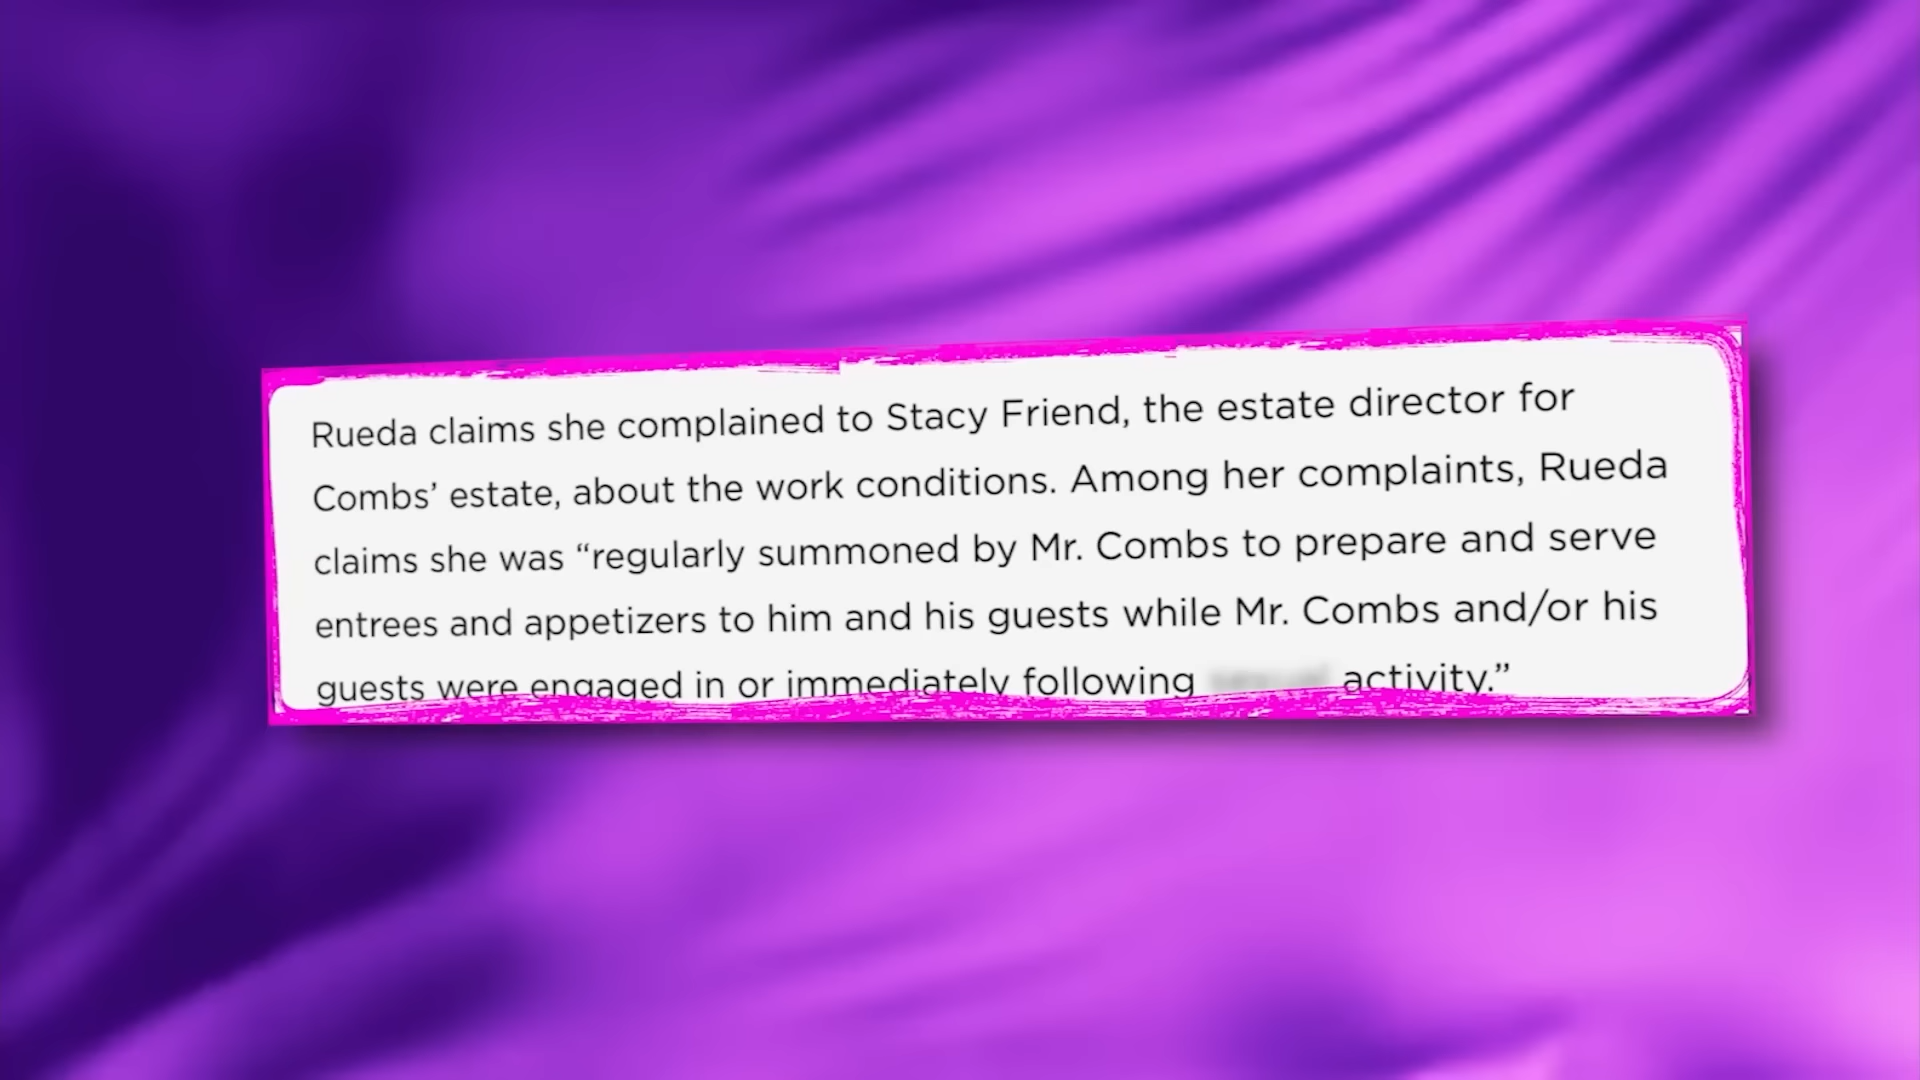 Rueda claims she complained to Stacy Friend, the estate director for
Combs’ estate, about the work conditions. Among her complaints, Rueda
claims she was “regularly summoned by Mr. Combs to prepare and serve
entrees and appetizers to him and his guests while Mr. Combs and/or his
guests were engaged in or immediately following activity.”